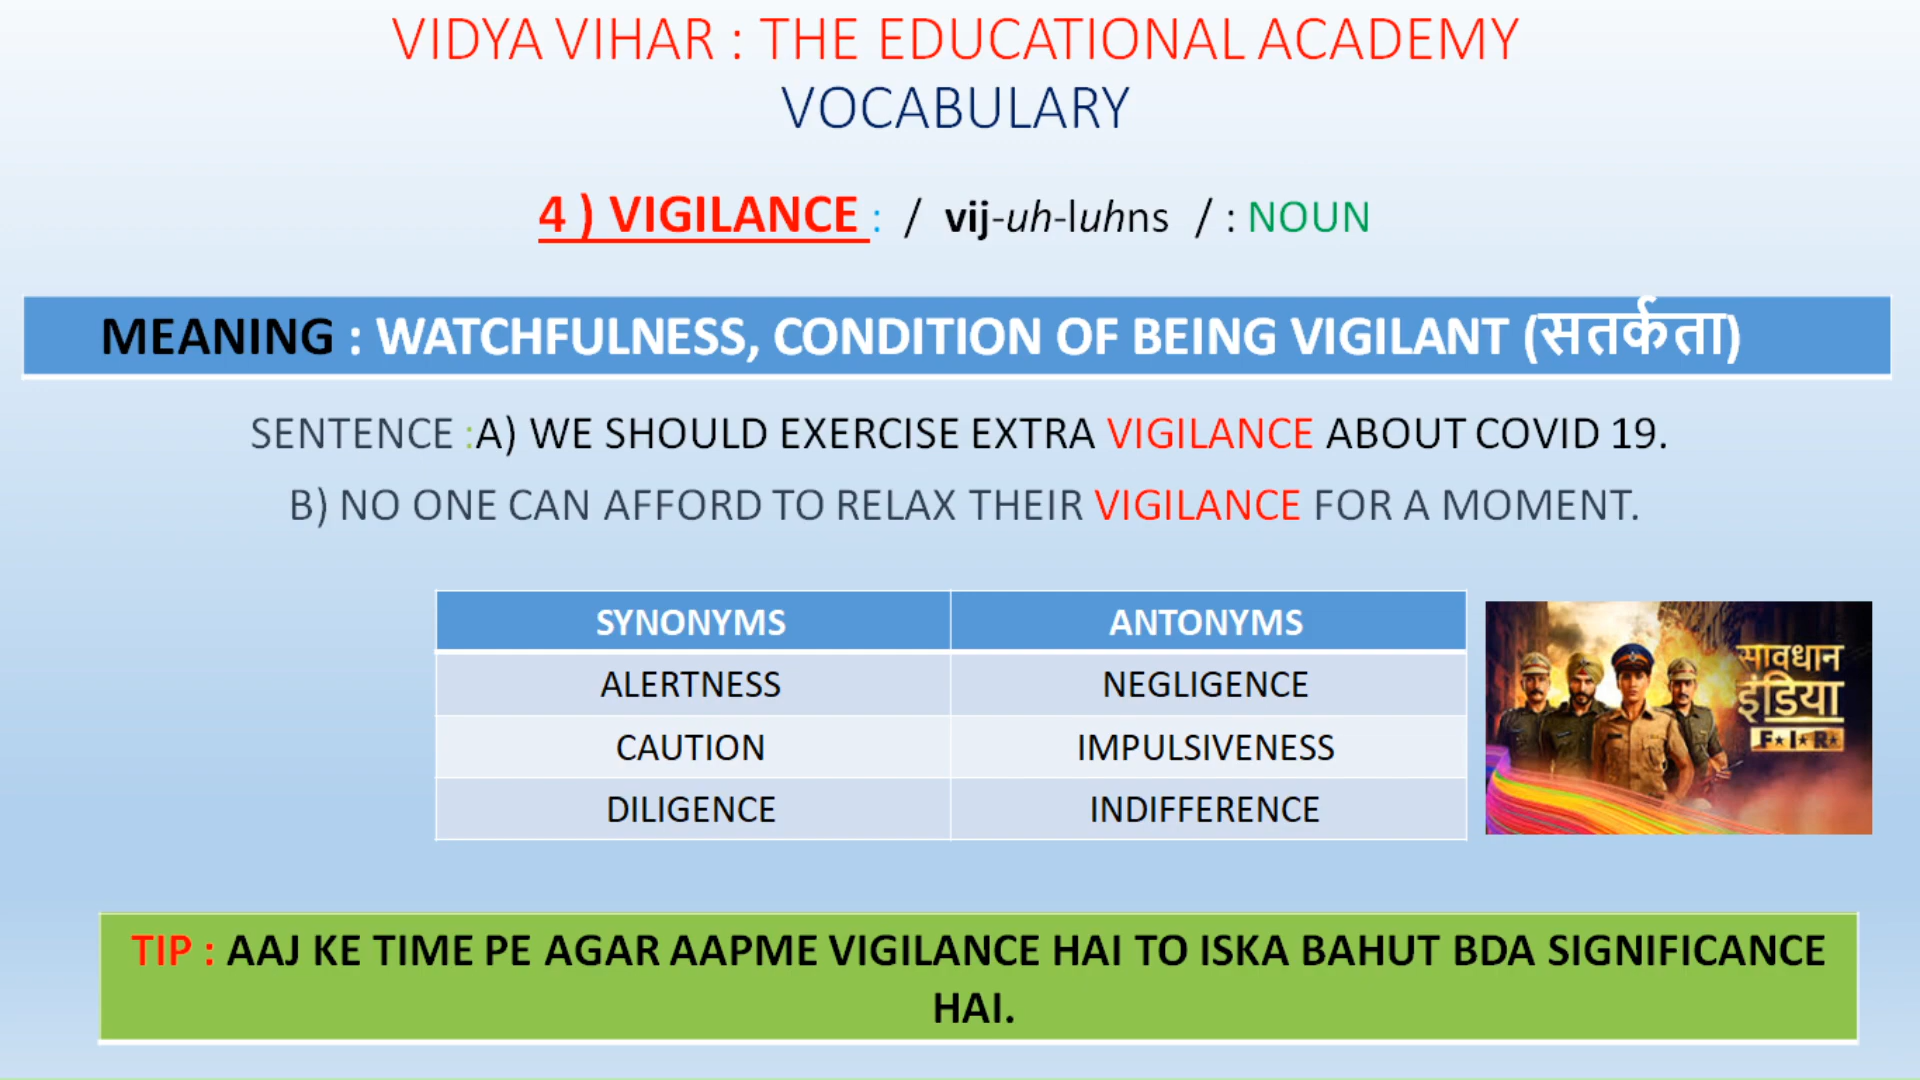 VIDYA VIHAR : THE EDUCATIONAL ACADEMY
VOCABULARY
4 ) VIGILANCE : / vij-uh-luhns / : NOUN
MEANING : WATCHFULNESS, CONDITION OF BEING VIGILANT (सतर्कता)
SENTENCE :A) WE SHOULD EXERCISE EXTRA VIGILANCE ABOUT COVID 19.
B) NO ONE CAN AFFORD TO RELAX THEIR VIGILANCE FOR A MOMENT.
SYNONYMS ANTONYMS
ALERTNESS NEGLIGENCE
CAUTION IMPULSIVENESS
DILIGENCE INDIFFERENCE
सावधान
इंडिया
F★I★R★
TIP : AAJ KE TIME PE AGAR AAPME VIGILANCE HAI TO ISKA BAHUT BDA SIGNIFICANCE
HAI.